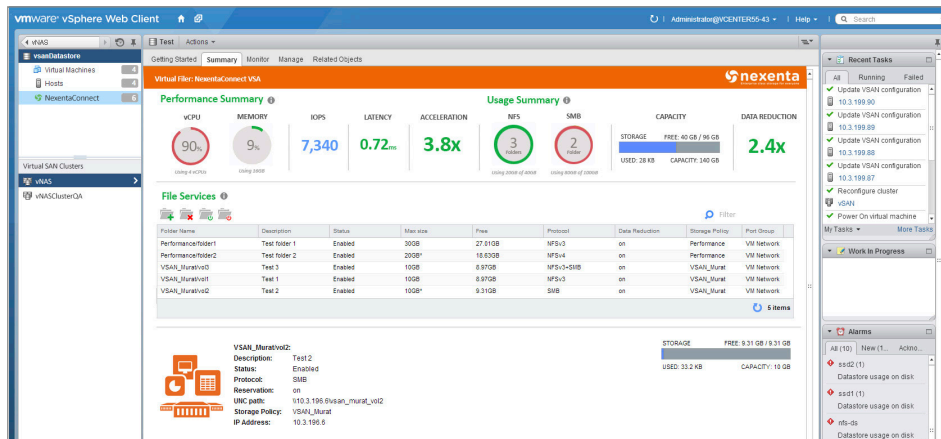 vmware® vSphere Web Client
Administrator@VCENTER55-43
Help
Search
vNAS
vsanDatastore
Virtual Machines 4
Hosts 4
NexentaConnect 6
Virtual SAN Clusters
vNAS
vNASClusterQA
Test Actions
Getting Started Summary Monitor Manage Related Objects
Virtual Filer: NexentaConnect VSA
nexenta
Performance Summary
Usage Summary
vCPU MEMORY IOPS LATENCY ACCELERATION NFS SMB CAPACITY DATA REDUCTION
90% 9% 7,340 0.72ms 3.8x
3 Folders
2 Folder
STORAGE FREE: 40 GB / 96 GB
USED: 28 KB CAPACITY: 140 GB
2.4x
Using 4 vCPUs
File Services
Filter
Folder Name Description Status Max size Free Protocol Data Reduction Storage Policy Port Group
Performance/folder1 Test folder 1 Enabled 30GB 27.01GB NFSv3 on Performance VM Network
Performance/folder2 Test folder 2 Enabled 20GB* 18.63GB NFSv4 on Performance VM Network
VSAN_Murat/vol3 Test 3 Enabled 10GB 8.97GB NFSv3+SMB on VSAN_Murat VM Network
VSAN_Murat/vol1 Test 1 Enabled 10GB 8.97GB NFSv3 on VSAN_Murat VM Network
VSAN_Murat/vol2 Test 2 Enabled 10GB* 9.31GB SMB on VSAN_Murat VM Network
5 items
VSAN_Murat/vol2:
Description: Test 2
Status: Enabled
Protocol: SMB
Reservation: on
UNC path: \\10.3.196.6\vsan_murat_vol2
Storage Policy: VSAN_Murat
IP Address: 10.3.196.6
STORAGE FREE: 9.31 GB / 9.31 GB
USED: 33.2 KB CAPACITY: 10 GB
Recent Tasks
All Running Failed
Update VSAN configuration
10.3.199.90
Update VSAN configuration
10.3.199.89
Update VSAN configuration
10.3.199.88
Update VSAN configuration
10.3.199.87
Reconfigure cluster
vSAN
Power On virtual machine
My Tasks More Tasks
Work In Progress
Alarms
All (10) New (1... Ackno...
ssd2 (1)
Datastore usage on disk
ssd1 (1)
Datastore usage on disk
nfs-ds
Datastore usage on disk